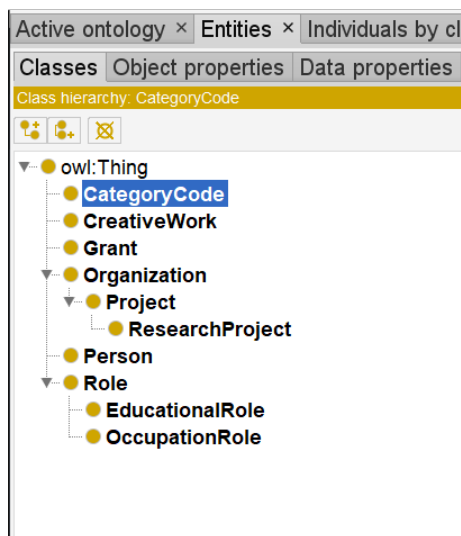 Active ontology × Entities × Individuals by cl
Classes Object properties Data properties
Class hierarchy: CategoryCode
owl:Thing
CategoryCode
CreativeWork
Grant
Organization
Project
ResearchProject
Person
Role
EducationalRole
OccupationRole